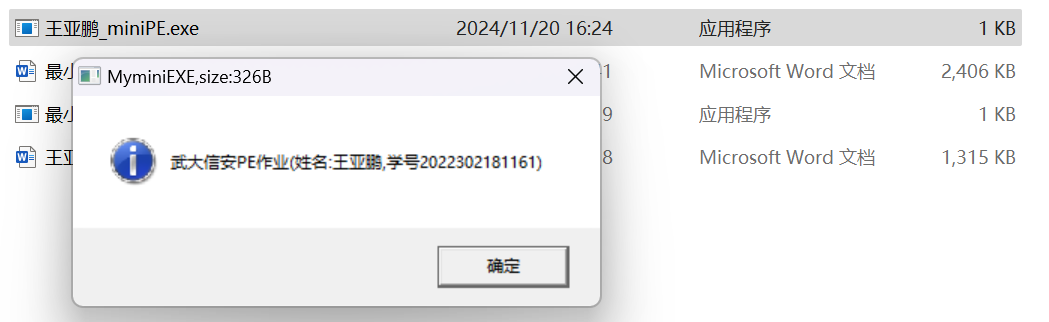 王亚鹏_miniPE.exe 2024/11/20 16:24 应用程序 1 KB
最小 1 Microsoft Word 文档 2,406 KB
MyminiEXE,size:326B
最小 9 应用程序 1 KB
王亚 8 Microsoft Word 文档 1,315 KB
武大信安PE作业(姓名:王亚鹏,学号2022302181161)
确定